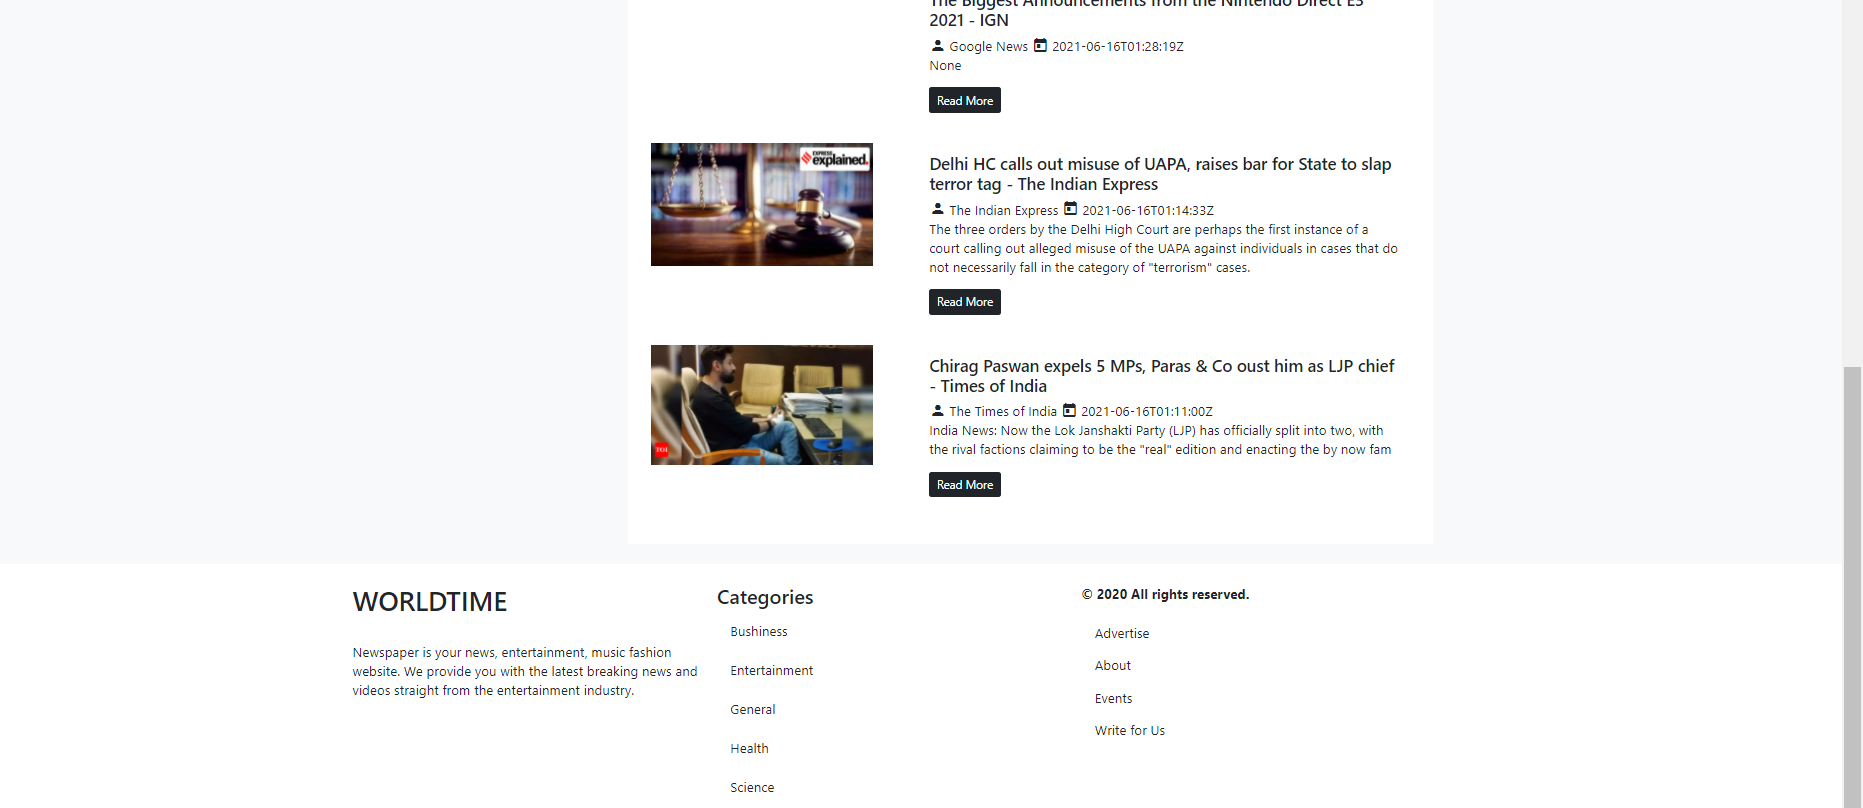 The Biggest Announcements from the Nintendo Direct E3
2021 - IGN
Google News 2021-06-16T01:28:19Z
None
Read More
EXPRESS
explained.
Delhi HC calls out misuse of UAPA, raises bar for State to slap
terror tag - The Indian Express
The Indian Express 2021-06-16T01:14:33Z
The three orders by the Delhi High Court are perhaps the first instance of a
court calling out alleged misuse of the UAPA against individuals in cases that do
not necessarily fall in the category of "terrorism" cases.
Read More
TOI
Chirag Paswan expels 5 MPs, Paras & Co oust him as LJP chief
- Times of India
The Times of India 2021-06-16T01:11:00Z
India News: Now the Lok Janshakti Party (LJP) has officially split into two, with
the rival factions claiming to be the "real" edition and enacting the by now fam
Read More
WORLDTIME
Newspaper is your news, entertainment, music fashion
website. We provide you with the latest breaking news and
videos straight from the entertainment industry.
Categories
Bushiness
Entertainment
General
Health
Science
© 2020 All rights reserved.
Advertise
About
Events
Write for Us